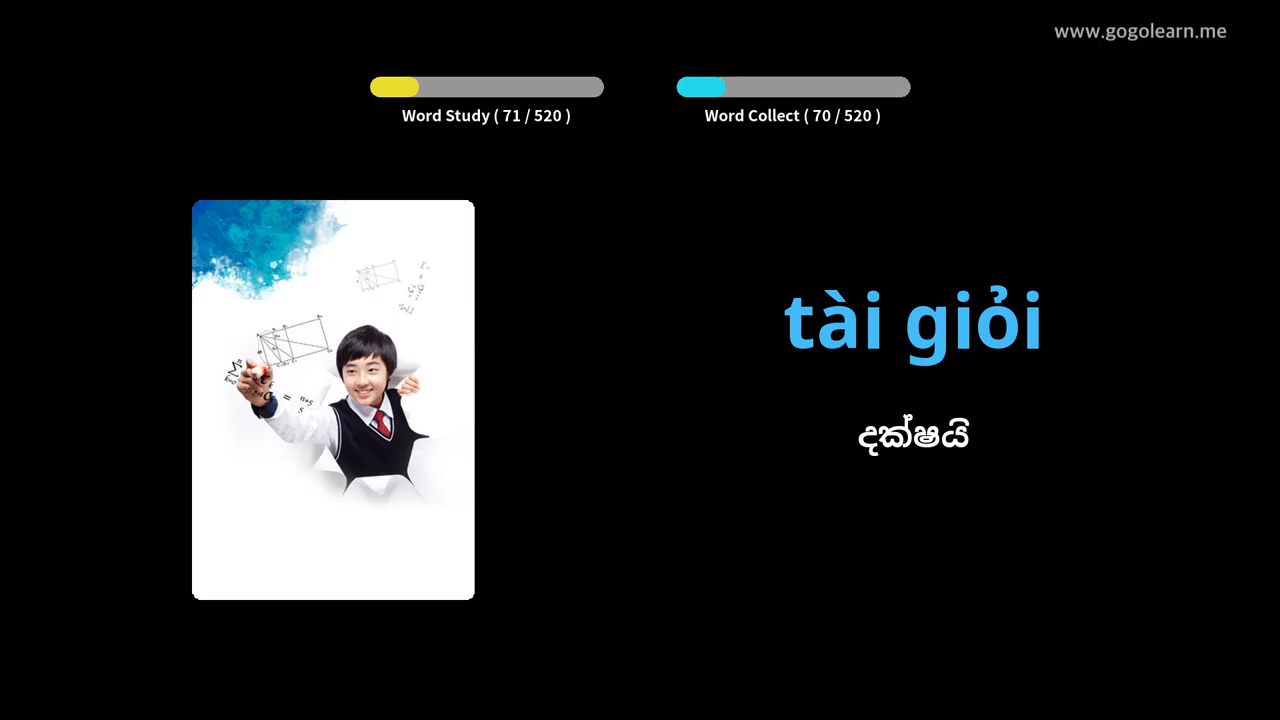 www.gogolearn.me
Word Study ( 71 / 520 )
Word Collect ( 70 / 520 )
tài giỏi
දක්ෂයි